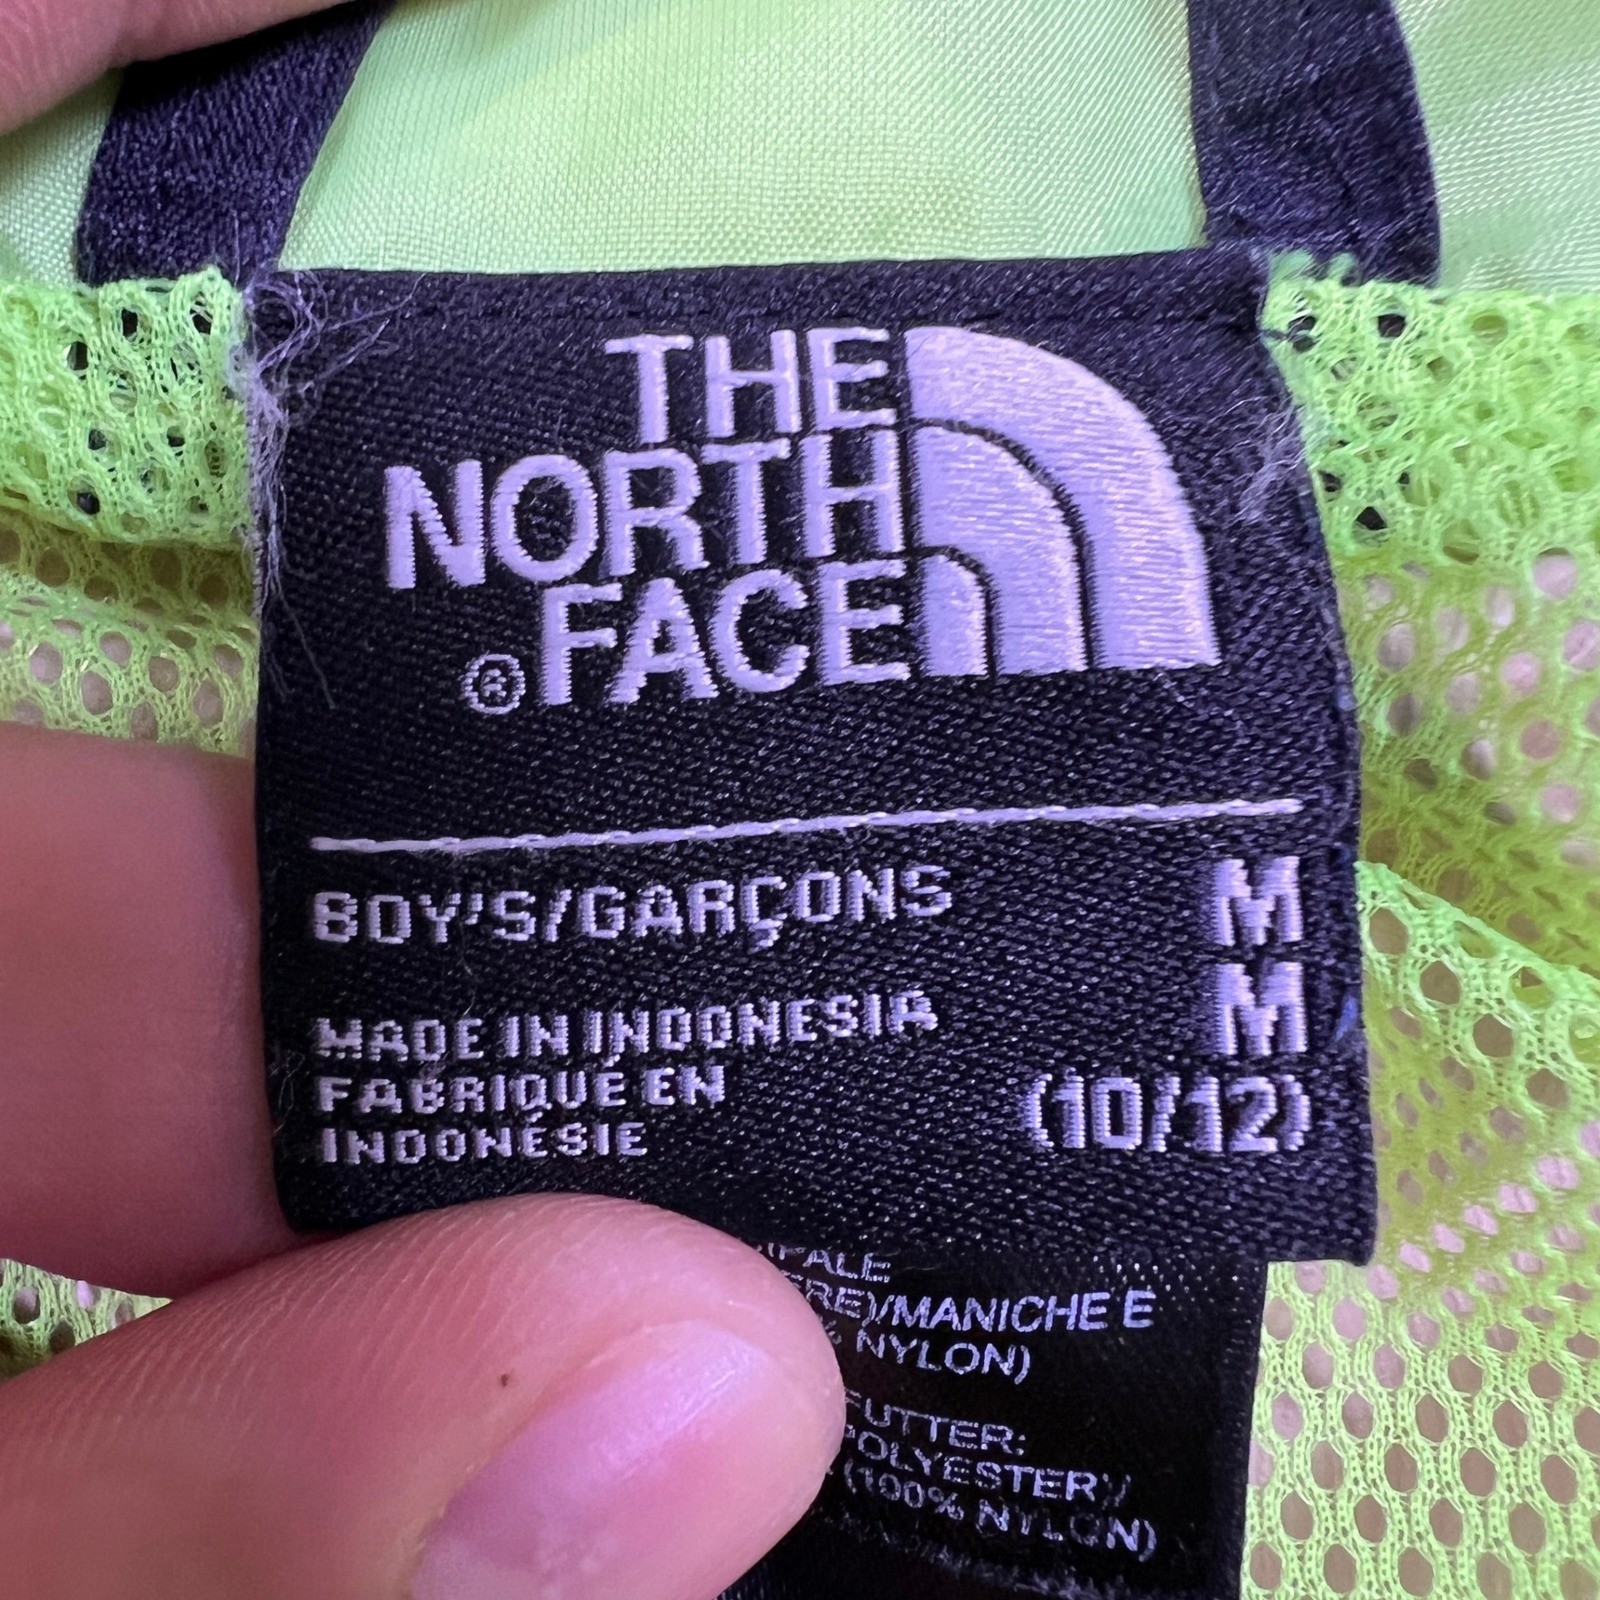 THE
NORTH
FACE
®
BOY'S/GARÇONS M
M
MADE IN INDONESIA
FABRIQUÉ EN (10/12)
INDONÉSIE
/MANICHE E
NYLON)
FUTTER:
POLYESTER)/
(100% NYLON)